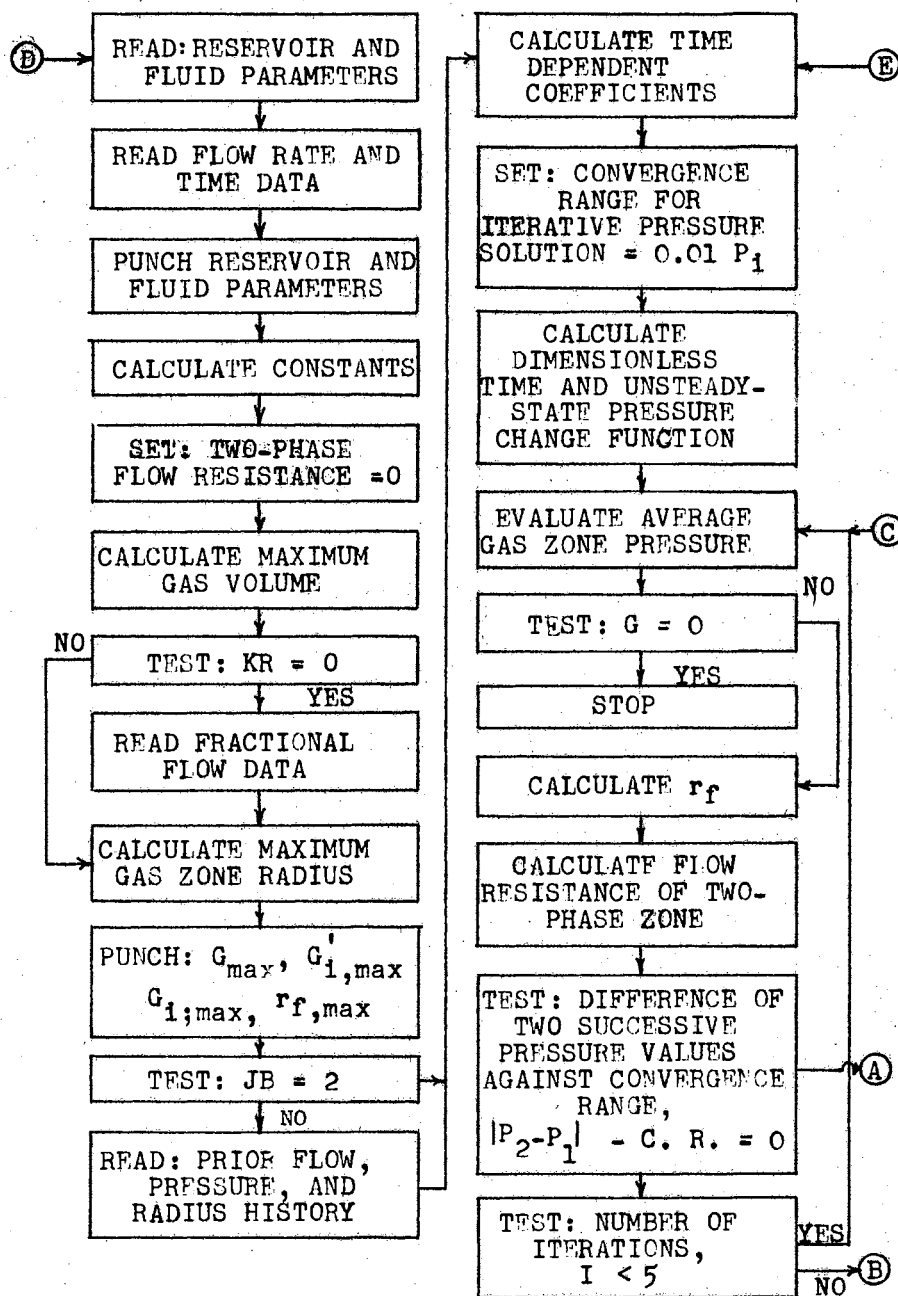 D
READ: RESERVOIR AND
FLUID PARAMETERS
READ FLOW RATE AND
TIME DATA
PUNCH RESERVOIR AND
FLUID PARAMETERS
CALCULATE CONSTANTS
SET: TWO-PHASE
FLOW RESISTANCE =0
CALCULATE MAXIMUM
GAS VOLUME
NO
TEST: KR = 0
YES
READ FRACTIONAL
FLOW DATA
CALCULATE MAXIMUM
GAS ZONE RADIUS
PUNCH: G_max, G'_i,max
G_i;max, r_f,max
TEST: JB = 2
NO
READ: PRIOR FLOW,
PRESSURE, AND
RADIUS HISTORY
CALCULATE TIME
DEPENDENT
COEFFICIENTS
E
SET: CONVERGENCE
RANGE FOR
ITERATIVE PRESSURE
SOLUTION = 0.01 P_i
CALCULATE
DIMENSIONLESS
TIME AND UNSTEADY-
STATE PRESSURE
CHANGE FUNCTION
EVALUATE AVERAGE
GAS ZONE PRESSURE
C
NO
TEST: G = 0
YES
STOP
CALCULATE r_f
CALCULATE FLOW
RESISTANCE OF TWO-
PHASE ZONE
TEST: DIFFERENCE OF
TWO SUCCESSIVE
PRESSURE VALUES
AGAINST CONVERGENCE
RANGE,
|P_2-P_1| - C. R. = 0
A
TEST: NUMBER OF
ITERATIONS,
I < 5
YES
NO
B